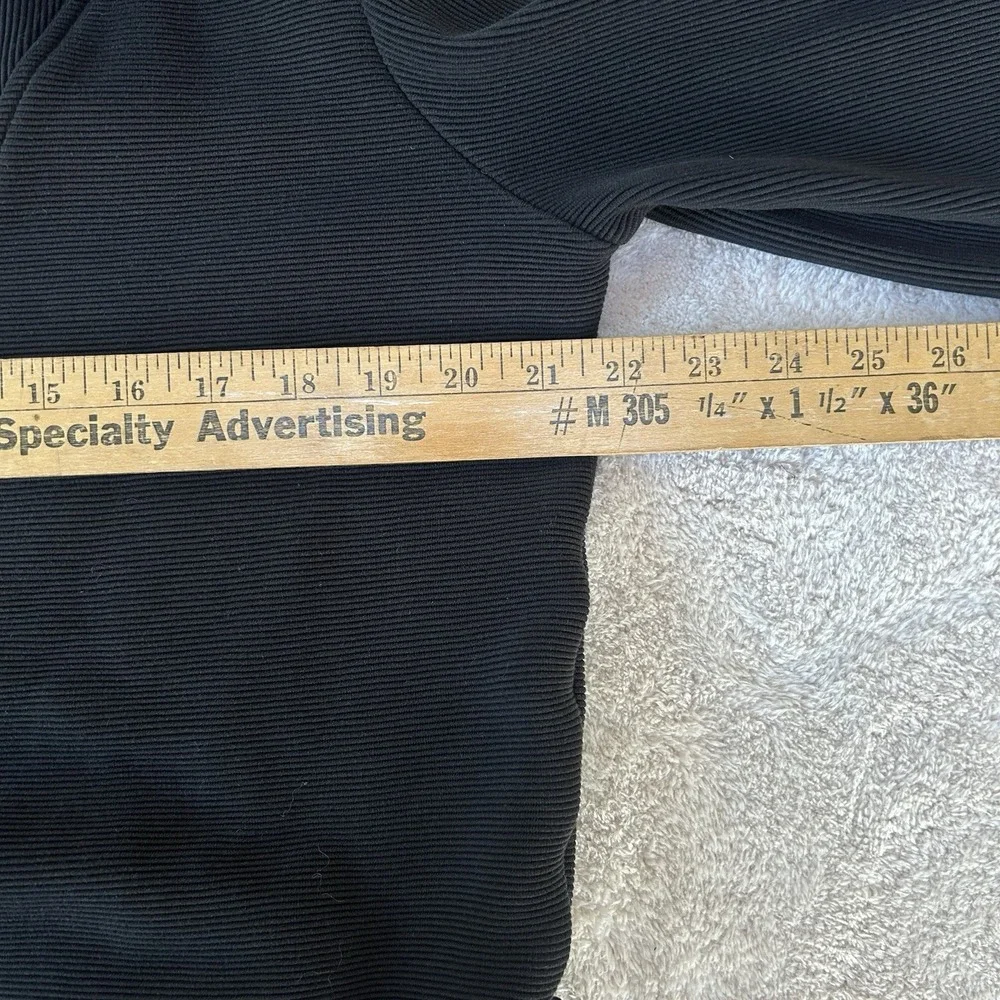 15 16 17 18 19 20 21 22 23 24 25 26
Specialty Advertising # M 305 1/4" x 1 1/2" x 36"